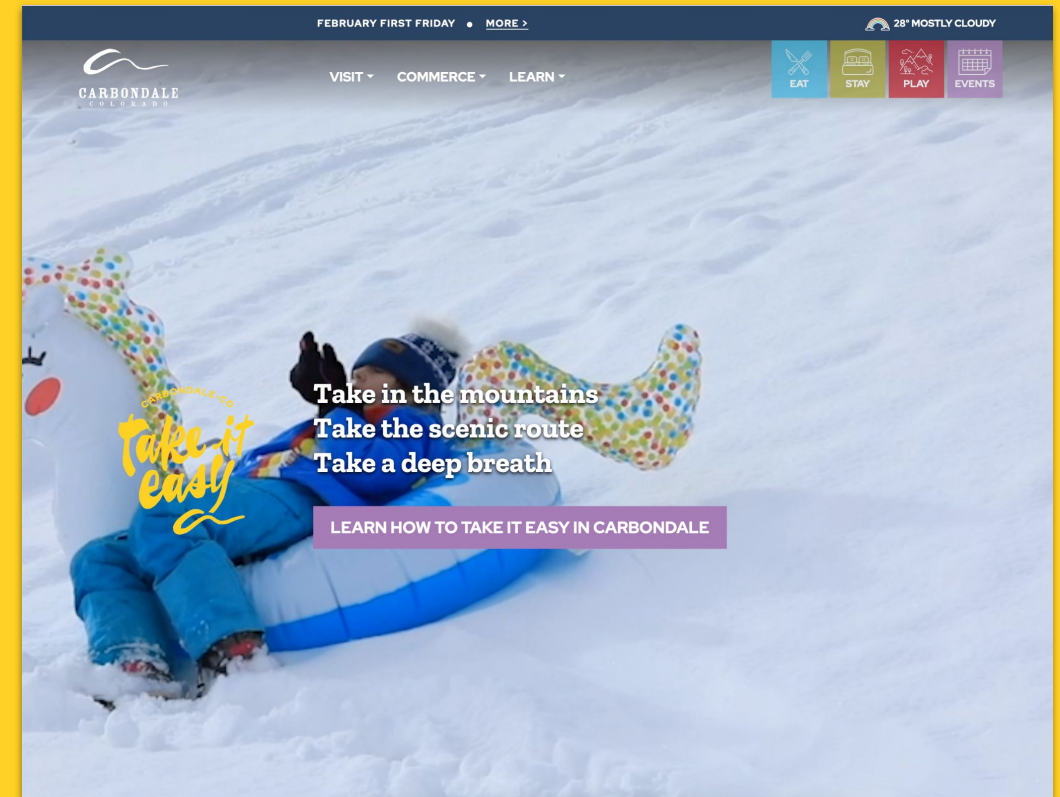 FEBRUARY FIRST FRIDAY • MORE >
28° MOSTLY CLOUDY
CARBONDALE
COLORADO
VISIT
COMMERCE
LEARN
EAT
STAY
PLAY
EVENTS
CARBONDALE-CO
take it
easy
Take in the mountains
Take the scenic route
Take a deep breath
LEARN HOW TO TAKE IT EASY IN CARBONDALE